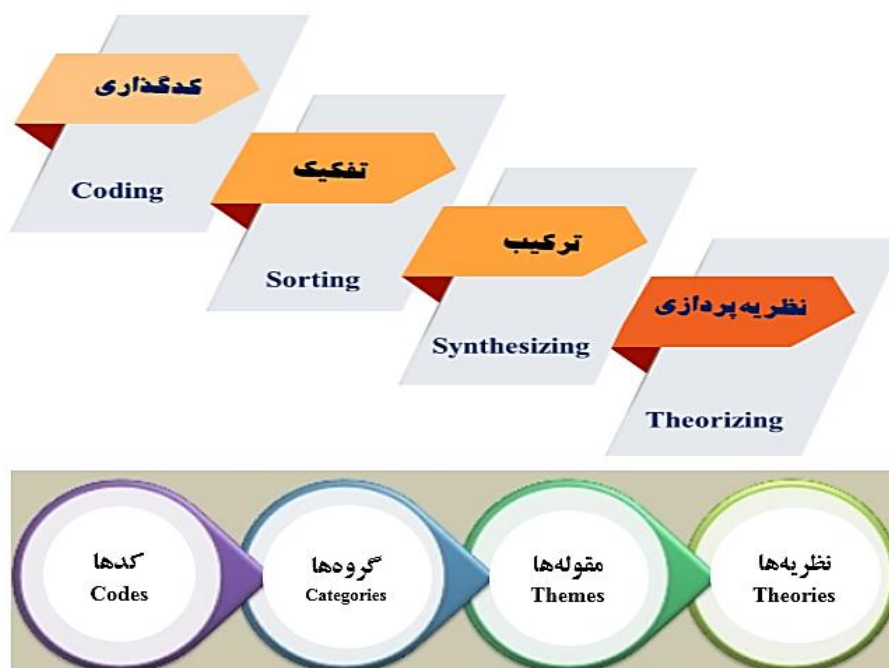 کدگذاری
Coding
تفکیک
Sorting
ترکیب
Synthesizing
نظریه‌پردازی
Theorizing
کدها
Codes
گروه‌ها
Categories
مقوله‌ها
Themes
نظریه‌ها
Theories